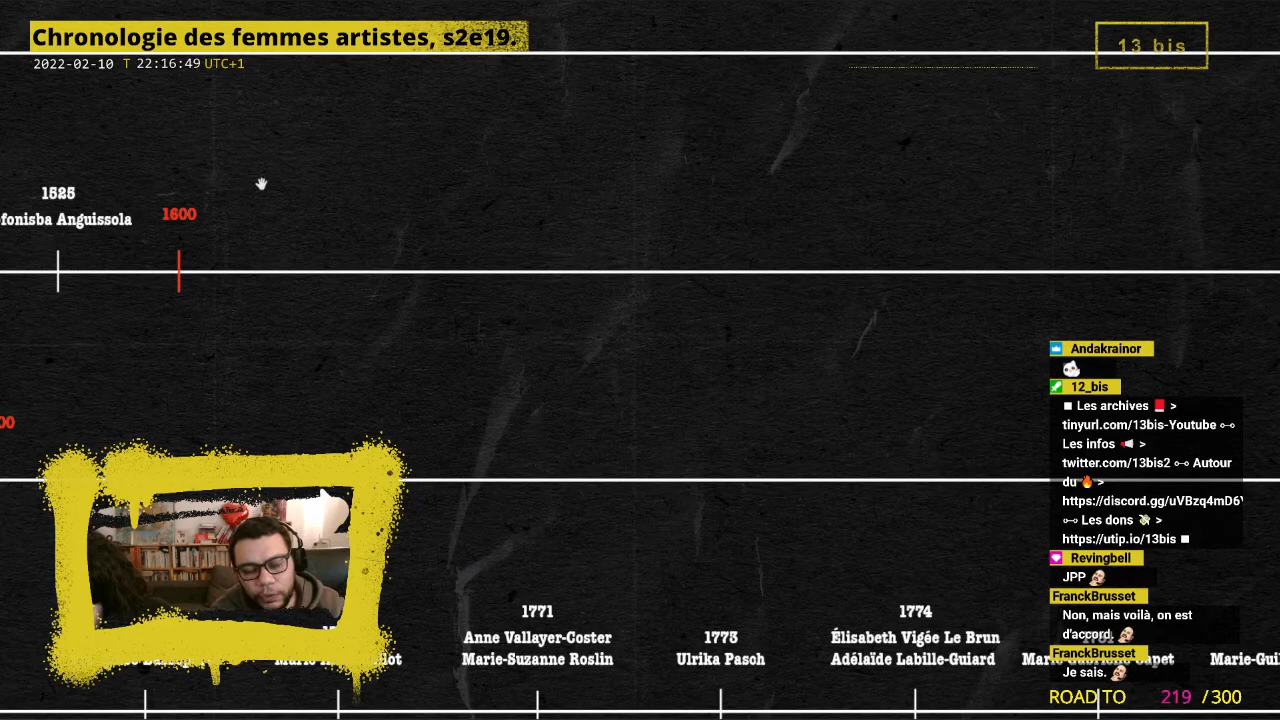 Chronologie des femmes artistes, s2e19.
2022-02-10 T 22:16:49 UTC+1
13 bis
1525
fonisba Anguissola
1600
00
Andakrainor
12_bis
Les archives >
tinyurl.com/13bis-Youtube
Les infos >
twitter.com/13bis2 Autour
du >
https://discord.gg/uVBzq4mD6
Les dons >
https://utip.io/13bis
Revingbell
JPP
FranckBrusset
Non, mais voilà, on est
d'accord.
FranckBrusset
Je sais.
1771
Anne Vallayer-Coster
Marie-Suzanne Roslin
1773
Ulrika Pasch
1774
Élisabeth Vigée Le Brun
Adélaïde Labille-Guiard
ROAD TO 219 / 300